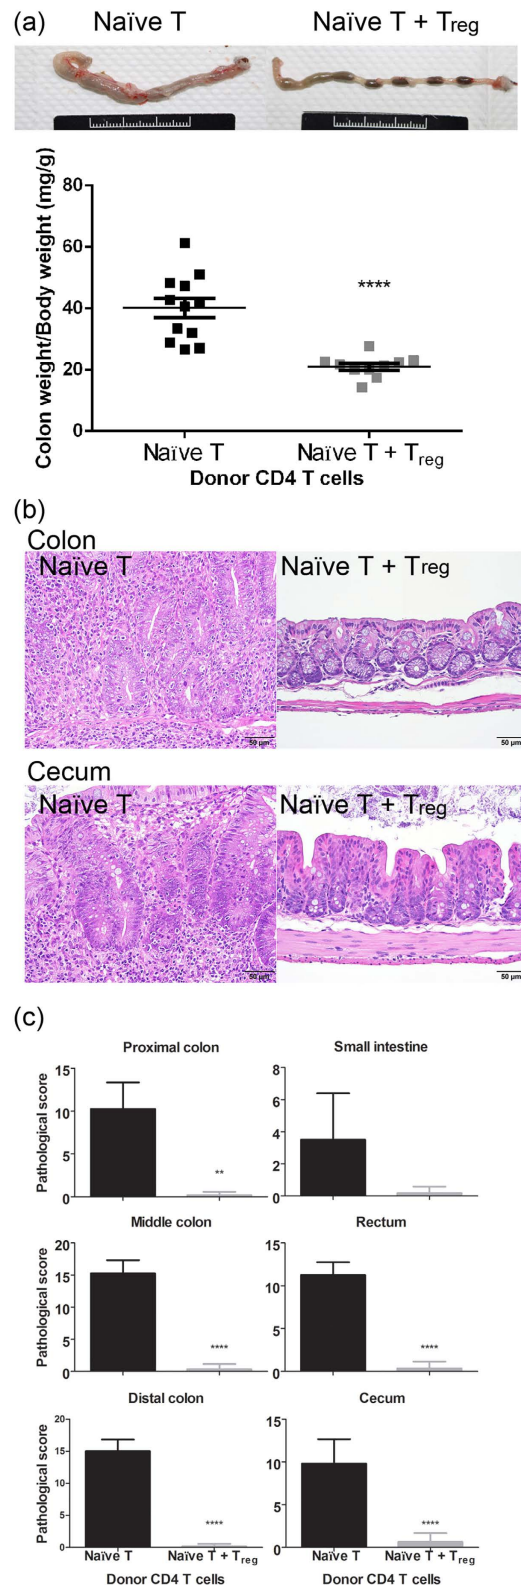 (a)
Naïve T Naïve T + Treg
Colon weight/Body weight (mg/g)
80
60
40
20
0
****
Naïve T Naïve T + Treg
Donor CD4 T cells
(b)
Colon
Naïve T Naïve T + Treg
50 µm 50 µm
Cecum
Naïve T Naïve T + Treg
50 µm 50 µm
(c)
Proximal colon Small intestine
Pathological score
15
10
5
0
**
8
6
4
2
0
Middle colon Rectum
Pathological score
20
15
10
5
0
****
15
10
5
0
****
Distal colon Cecum
Pathological score
20
15
10
5
0
****
15
10
5
0
****
Naïve T Naïve T + Treg Naïve T Naïve T + Treg
Donor CD4 T cells Donor CD4 T cells